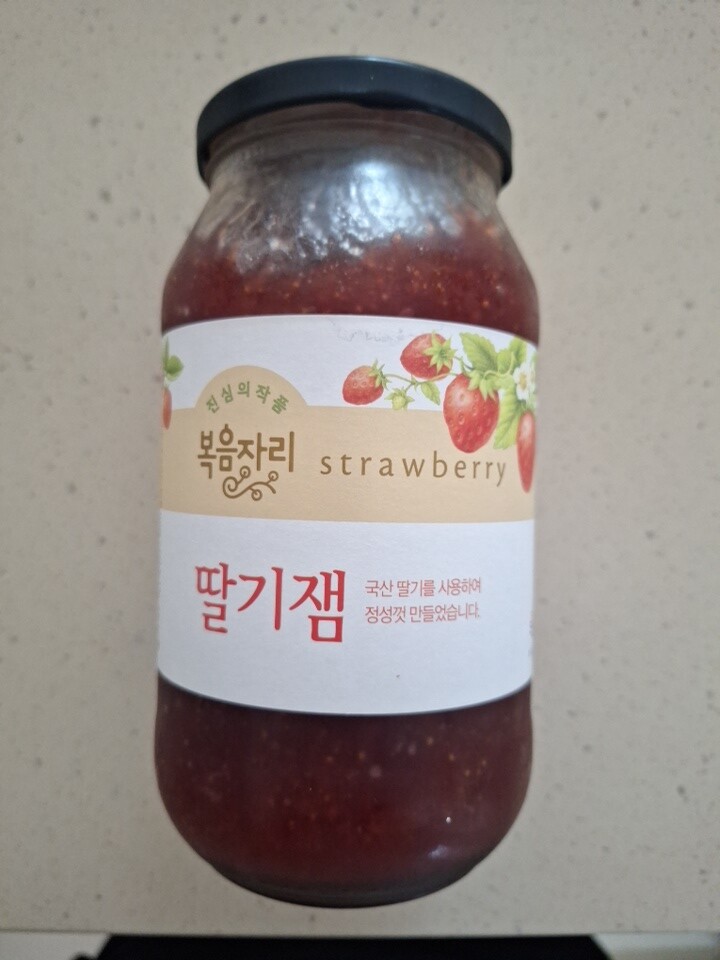 진심의작품
복음자리
strawberry
딸기잼
국산 딸기를 사용하여
정성껏 만들었습니다.